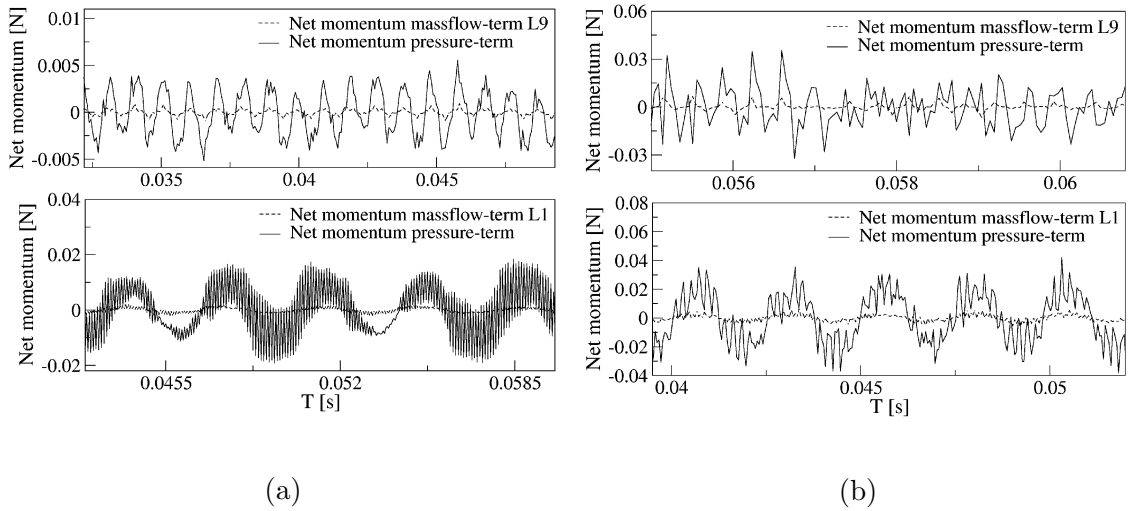 Net momentum [N]
0.01
0.005
0
-0.005
Net momentum massflow-term L9
Net momentum pressure-term
0.035
0.04
0.045
Net momentum [N]
0.04
0.02
0
-0.02
Net momentum massflow-term L1
Net momentum pressure-term
0.0455
0.052
0.0585
T [s]
(a)
Net momentum [N]
0.06
0.03
0
-0.03
Net momentum massflow-term L9
Net momentum pressure-term
0.056
0.058
0.06
Net momentum [N]
0.08
0.06
0.04
0.02
0
-0.02
-0.04
Net momentum massflow-term L1
Net momentum pressure-term
0.04
0.045
0.05
T [s]
(b)